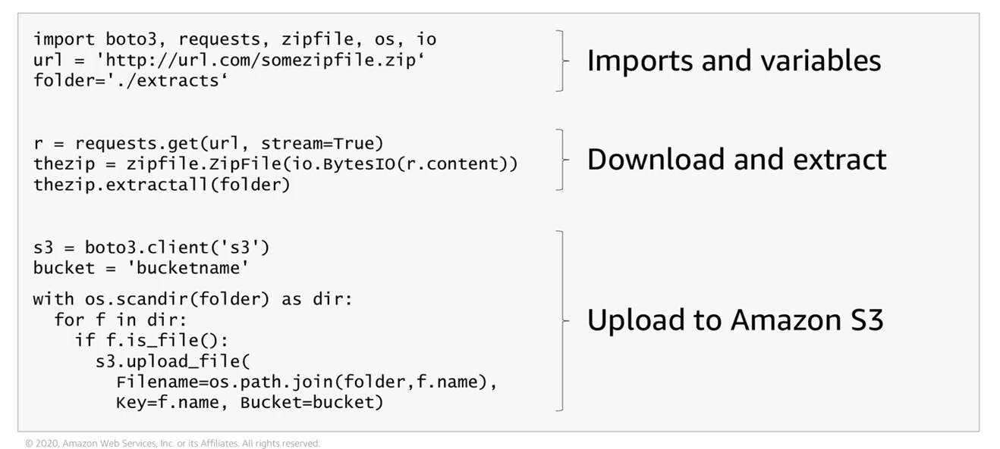 import boto3, requests, zipfile, os, io
url = 'http://url.com/somezipfile.zip‘
folder='./extracts‘
Imports and variables
r = requests.get(url, stream=True)
thezip = zipfile.ZipFile(io.BytesIO(r.content))
thezip.extractall(folder)
Download and extract
s3 = boto3.client('s3')
bucket = 'bucketname'
with os.scandir(folder) as dir:
  for f in dir:
    if f.is_file():
      s3.upload_file(
        Filename=os.path.join(folder,f.name),
        Key=f.name, Bucket=bucket)
Upload to Amazon S3
© 2020, Amazon Web Services, Inc. or its Affiliates. All rights reserved.